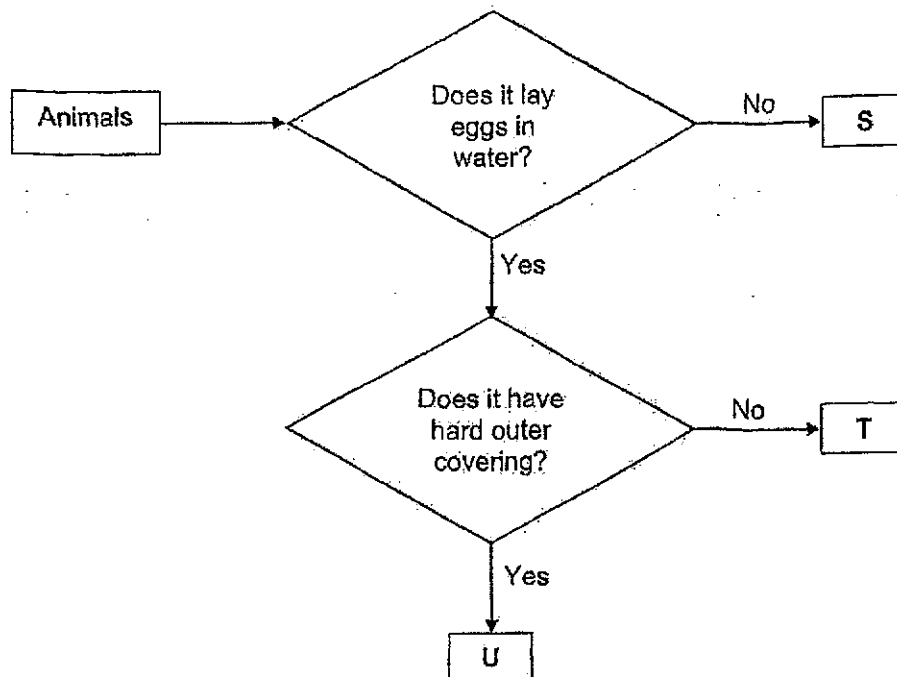 Animals
Does it lay
eggs in
water?
No
S
Yes
Does it have
hard outer
covering?
No
T
Yes
U